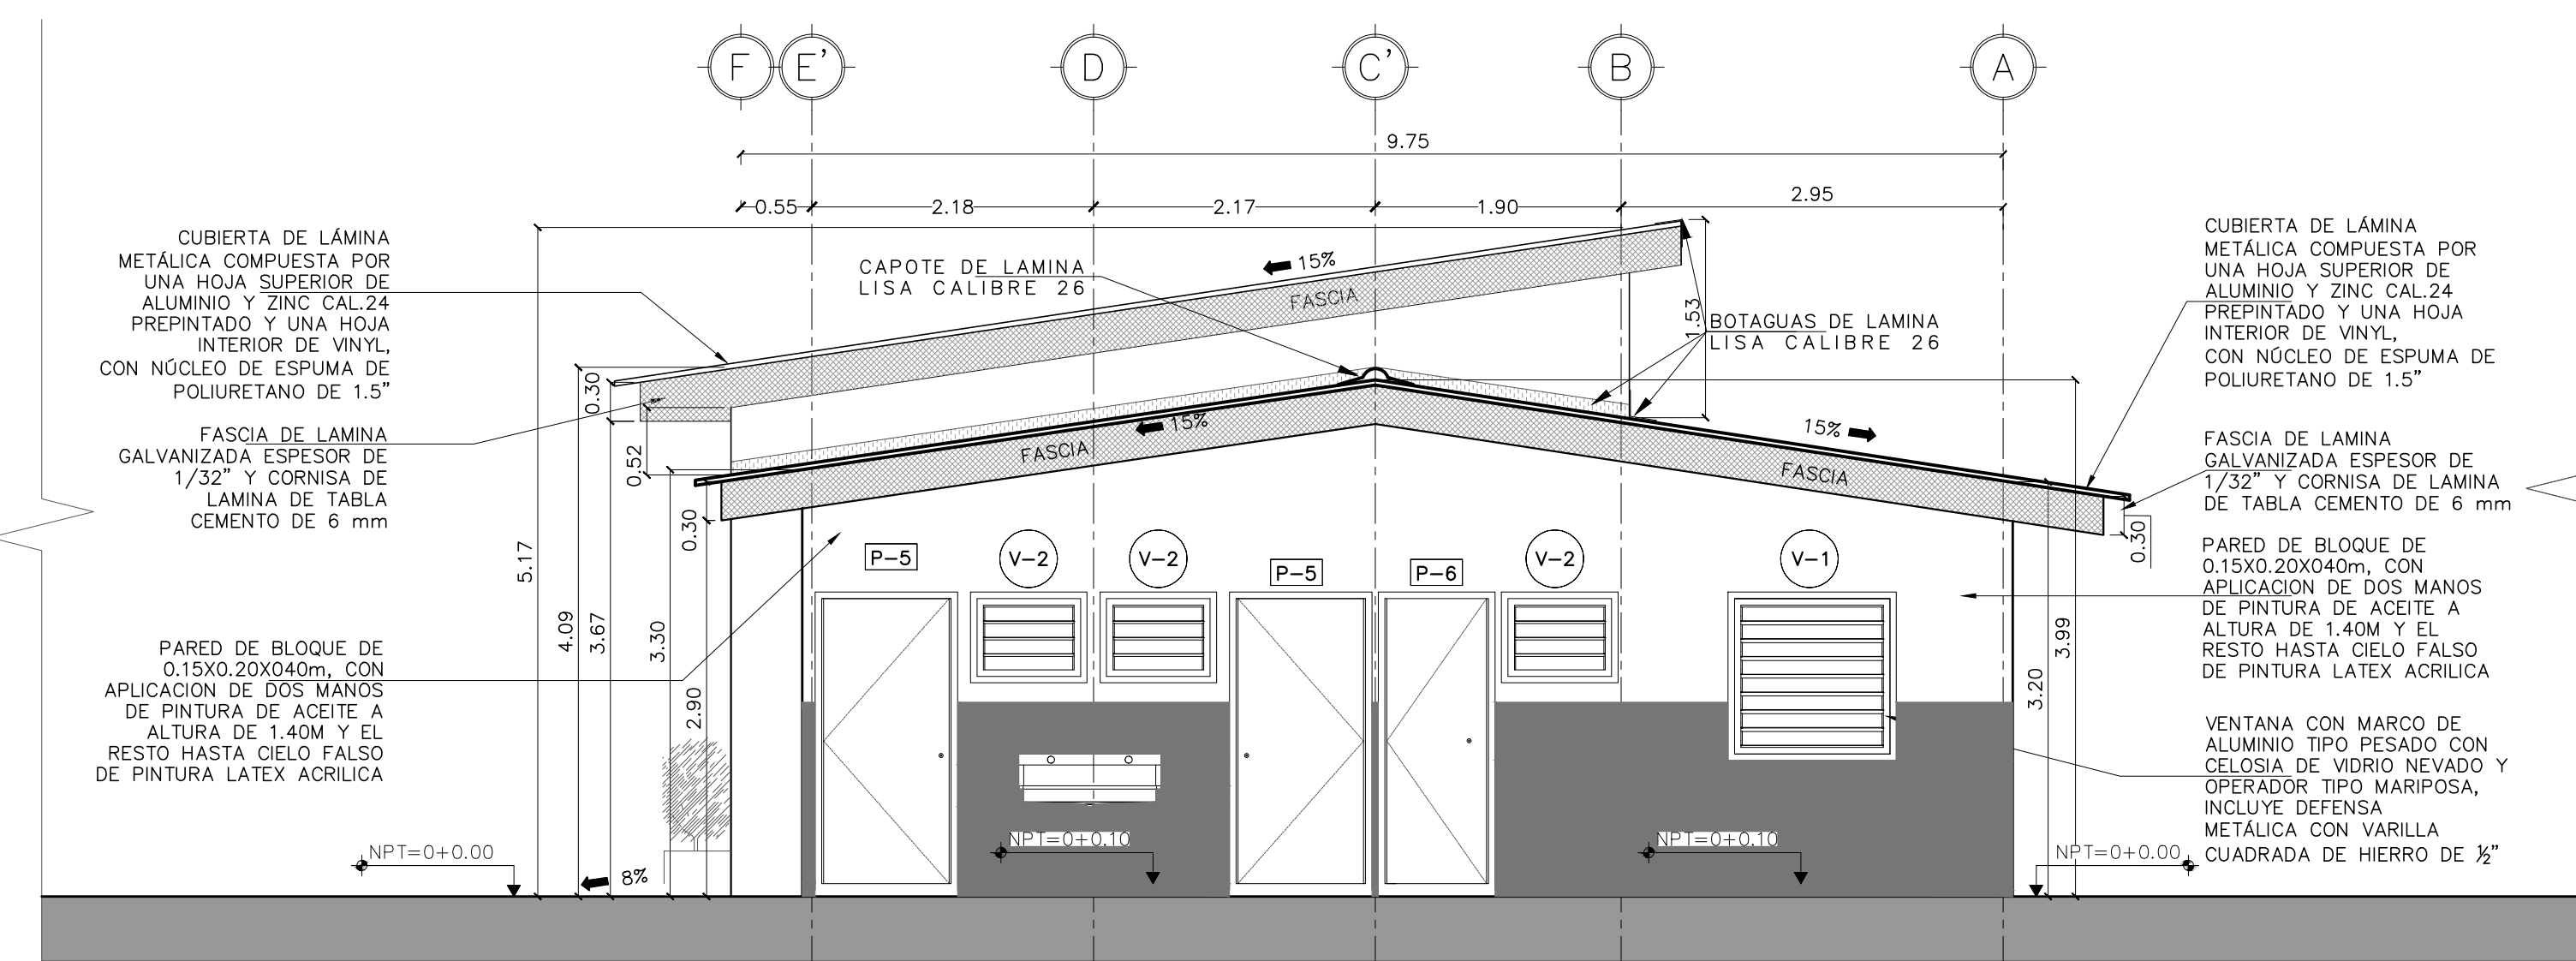 F
E'
D
C'
B
A
9.75
0.55
2.18
2.17
1.90
2.95
CUBIERTA DE LÁMINA
METÁLICA COMPUESTA POR
UNA HOJA SUPERIOR DE
ALUMINIO Y ZINC CAL.24
PREPINTADO Y UNA HOJA
INTERIOR DE VINYL,
CON NÚCLEO DE ESPUMA DE
POLIURETANO DE 1.5"
FASCIA DE LAMINA
GALVANIZADA ESPESOR DE
1/32" Y CORNISA DE
LAMINA DE TABLA
CEMENTO DE 6 mm
PARED DE BLOQUE DE
0.15X0.20X040m, CON
APLICACION DE DOS MANOS
DE PINTURA DE ACEITE A
ALTURA DE 1.40M Y EL
RESTO HASTA CIELO FALSO
DE PINTURA LATEX ACRILICA
NPT=0+0.00
8%
5.17
4.09
3.67
0.30
0.52
3.30
0.30
2.90
CAPOTE DE LAMINA
LISA CALIBRE 26
15%
FASCIA
1.53
BOTAGUAS DE LAMINA
LISA CALIBRE 26
15%
FASCIA
15%
FASCIA
P-5
V-2
V-2
P-5
P-6
V-2
V-1
NPT=0+0.10
NPT=0+0.10
0.30
3.99
3.20
NPT=0+0.00
CUBIERTA DE LÁMINA
METÁLICA COMPUESTA POR
UNA HOJA SUPERIOR DE
ALUMINIO Y ZINC CAL.24
PREPINTADO Y UNA HOJA
INTERIOR DE VINYL,
CON NÚCLEO DE ESPUMA DE
POLIURETANO DE 1.5"
FASCIA DE LAMINA
GALVANIZADA ESPESOR DE
1/32" Y CORNISA DE LAMINA
DE TABLA CEMENTO DE 6 mm
PARED DE BLOQUE DE
0.15X0.20X040m, CON
APLICACION DE DOS MANOS
DE PINTURA DE ACEITE A
ALTURA DE 1.40M Y EL
RESTO HASTA CIELO FALSO
DE PINTURA LATEX ACRILICA
VENTANA CON MARCO DE
ALUMINIO TIPO PESADO CON
CELOSIA DE VIDRIO NEVADO Y
OPERADOR TIPO MARIPOSA,
INCLUYE DEFENSA
METÁLICA CON VARILLA
CUADRADA DE HIERRO DE ½"